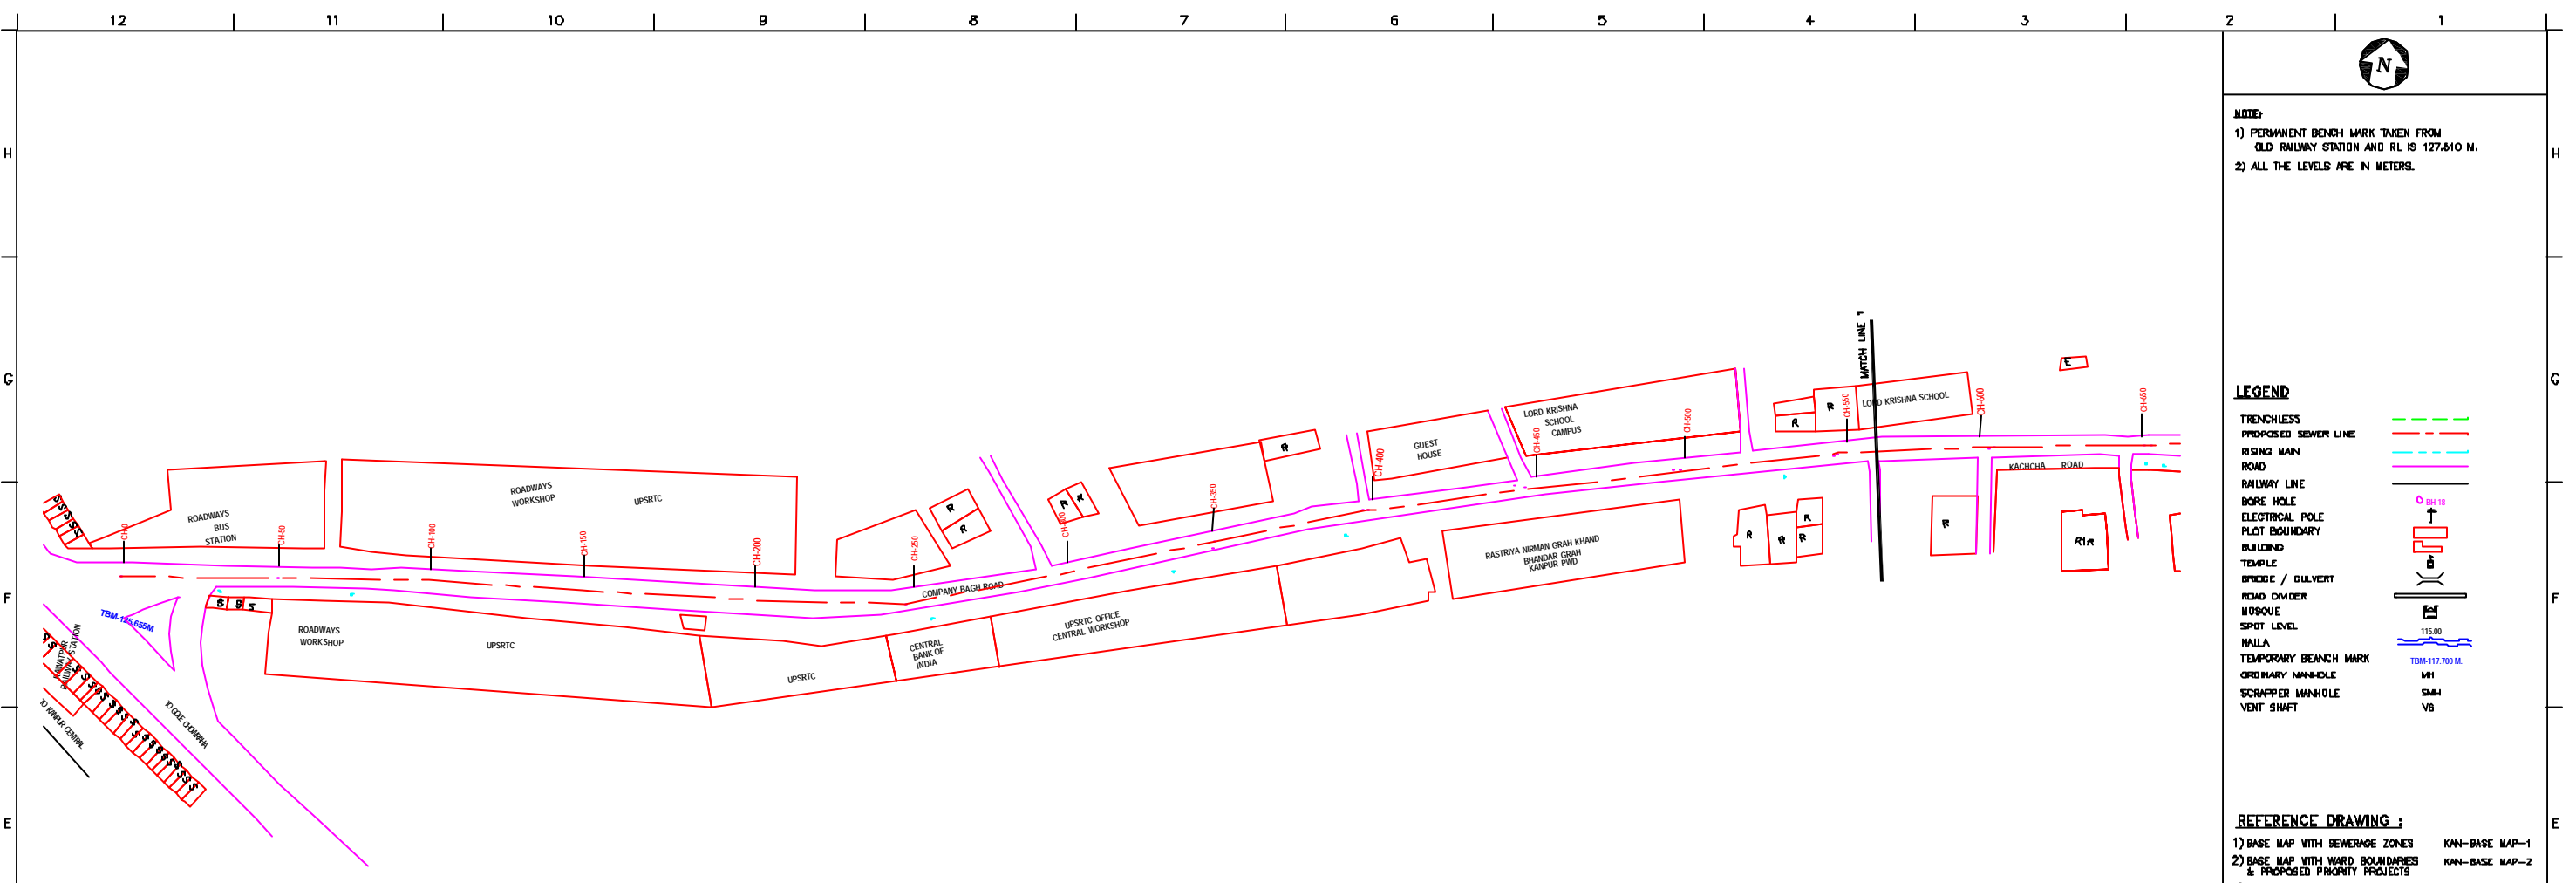 12 11 10 9 8 7 6 5 4 3 2 1
N
NOTE:
1) PERMANENT BENCH MARK TAKEN FROM
OLD RAILWAY STATION AND RL IS 127.510 M.
2) ALL THE LEVELS ARE IN METERS.
H
H
G
G
F
F
E
E
MATCH LINE 1
E
LORD KRISHNA SCHOOL
R
R
CH-550
CH-600
CH-650
LORD KRISHNA
SCHOOL
CAMPUS
CH-450
CH-500
GUEST
HOUSE
CH-400
KACHCHA ROAD
R
CH-350
R
R
CH-300
R
R
CH-250
ROADWAYS
WORKSHOP
UPSRTC
CH-100
CH-150
CH-200
ROADWAYS
BUS
STATION
CH-0
CH-50
S S S S S
COMPANY BAGH ROAD
RASTRIYA NIRMAN GRAH KHAND
BHANDAR GRAH
KANPUR PWD
R
R
R
R
R
R1R
UPSRTC OFFICE
CENTRAL WORKSHOP
CENTRAL
BANK OF
INDIA
UPSRTC
UPSRTC
ROADWAYS
WORKSHOP
S S S
TBM-125.655M
RAILWAY STATION
TO KANPUR CENTRAL
LEGEND
TRENCHLESS
PROPOSED SEWER LINE
RISING MAIN
ROAD
RAILWAY LINE
BORE HOLE BH-18
ELECTRICAL POLE
PLOT BOUNDARY
BUILDING
TEMPLE
BRIDGE / CULVERT
ROAD DIVIDER
MOSQUE
SPOT LEVEL 115.00
NALLA
TEMPORARY BEANCH MARK TBM-117.700 M.
ORDINARY MANHOLE MH
SCRAPPER MANHOLE SMH
VENT SHAFT VS
REFERENCE DRAWING :
1) BASE MAP WITH SEWERAGE ZONES KAN-BASE MAP-1
2) BASE MAP WITH WARD BOUNDARIES KAN-BASE MAP-2
& PROPOSED PRIORITY PROJECTS